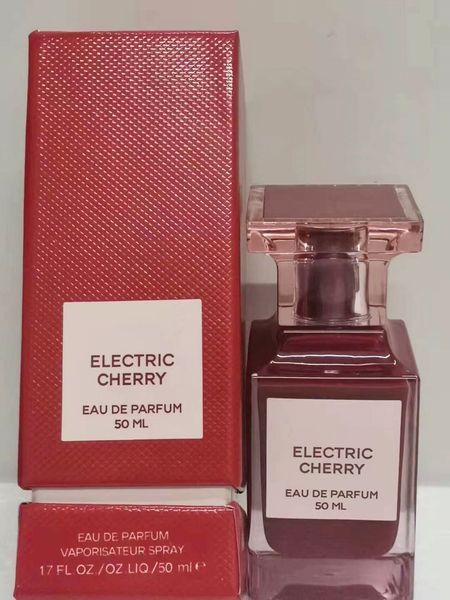 ELECTRIC
CHERRY
EAU DE PARFUM
50 ML
EAU DE PARFUM
VAPORISATEUR SPRAY
1.7 FL.OZ./OZ.LIQ/50 ml ℮
ELECTRIC
CHERRY
EAU DE PARFUM
50 ML